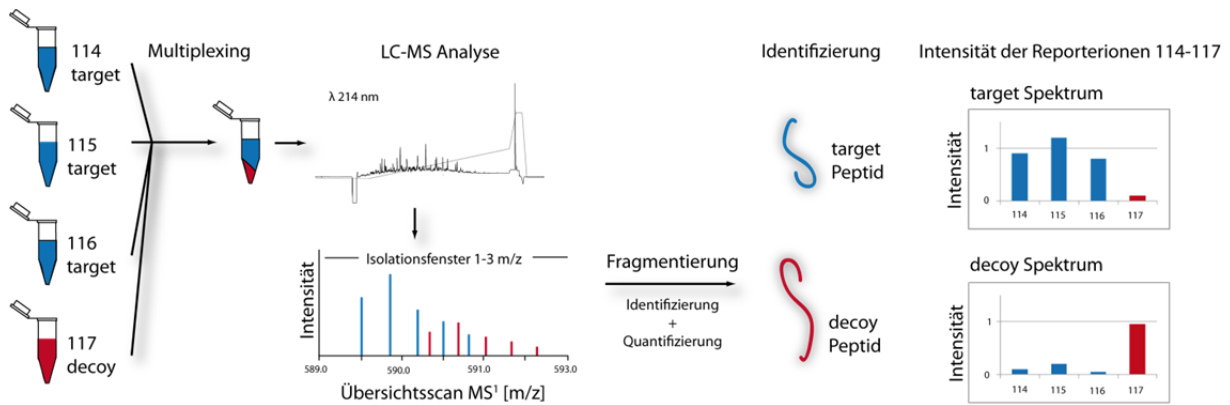 114
target
115
target
116
target
117
decoy
Multiplexing
LC-MS Analyse
λ 214 nm
Intensität
Isolationsfenster 1-3 m/z
589.0
590.0
591.0
593.0
Übersichtsscan MS¹ [m/z]
Fragmentierung
Identifizierung
+
Quantifizierung
Identifizierung
target
Peptid
decoy
Peptid
Intensität der Reporterionen 114-117
target Spektrum
Intensität
1
0
114 115 116 117
decoy Spektrum
Intensität
1
0
114 115 116 117